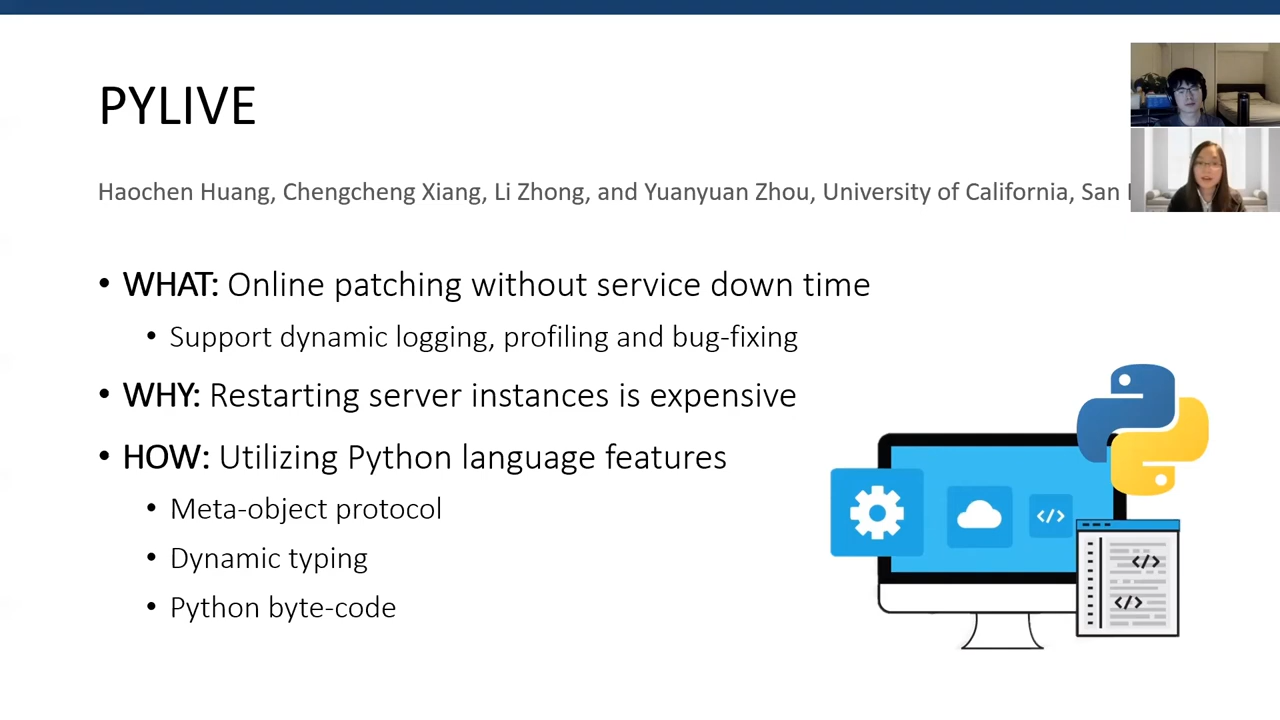 PYLIVE
Haochen Huang, Chengcheng Xiang, Li Zhong, and Yuanyuan Zhou, University of California, San
• WHAT: Online patching without service down time
• Support dynamic logging, profiling and bug-fixing
• WHY: Restarting server instances is expensive
• HOW: Utilizing Python language features
• Meta-object protocol
• Dynamic typing
• Python byte-code
</>
</>
</>